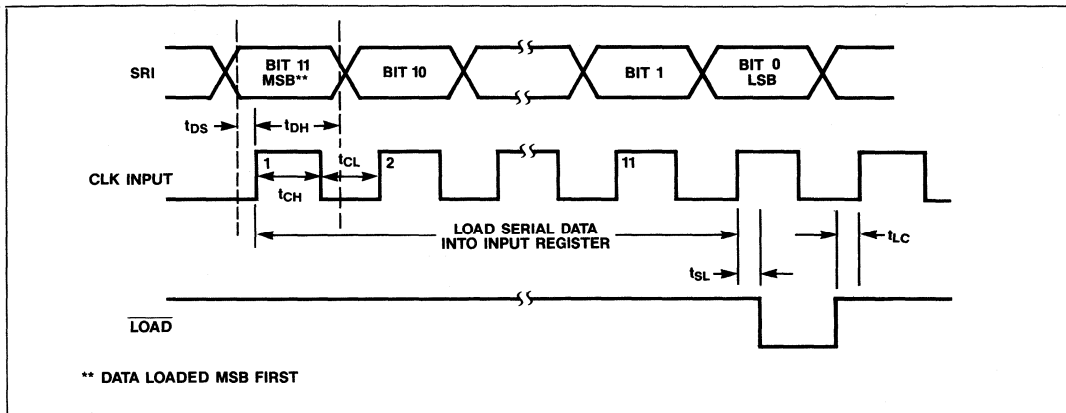 SRI
BIT 11
MSB**
BIT 10
BIT 1
BIT 0
LSB
tDS
tDH
CLK INPUT
1
tCL
2
11
tCH
LOAD SERIAL DATA
INTO INPUT REGISTER
tLC
tSL
LOAD
** DATA LOADED MSB FIRST